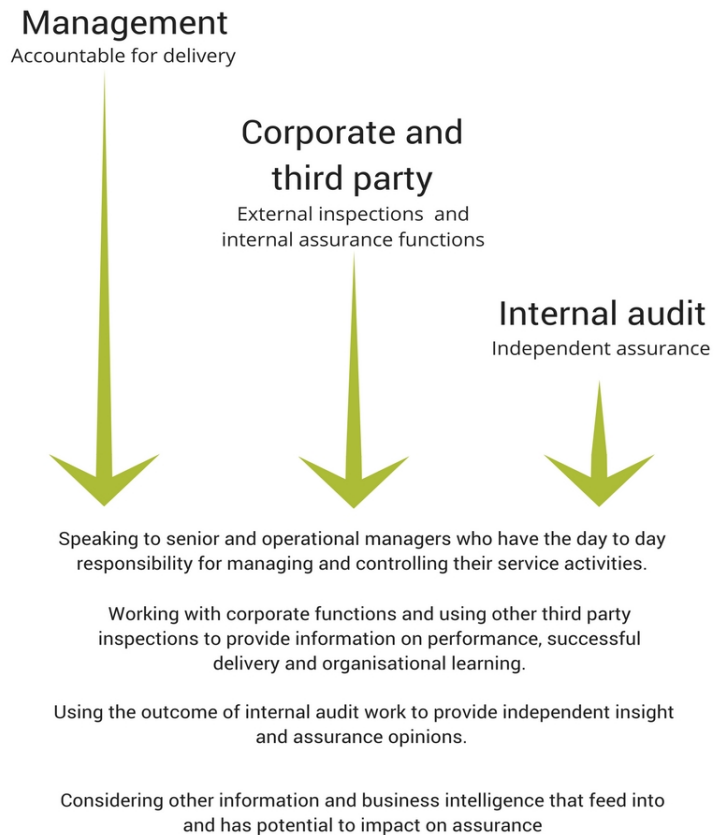 Management
Accountable for delivery
Corporate and
third party
External inspections and
internal assurance functions
Internal audit
Independent assurance
Speaking to senior and operational managers who have the day to day
responsibility for managing and controlling their service activities.
Working with corporate functions and using other third party
inspections to provide information on performance, successful
delivery and organisational learning.
Using the outcome of internal audit work to provide independent insight
and assurance opinions.
Considering other information and business intelligence that feed into
and has potential to impact on assurance